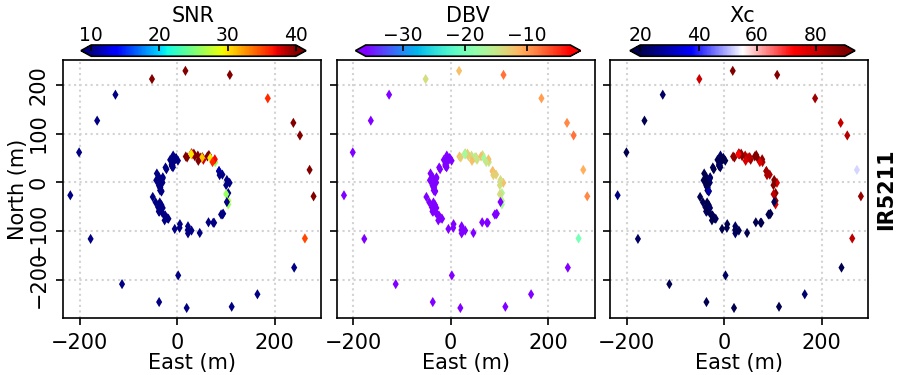 SNR DBV Xc
10 20 30 40 −30 −20 −10 20 40 60 80
200
100
0
−100
−200
North (m)
−200 0 200 −200 0 200 −200 0 200
East (m) East (m) East (m)
IR5211